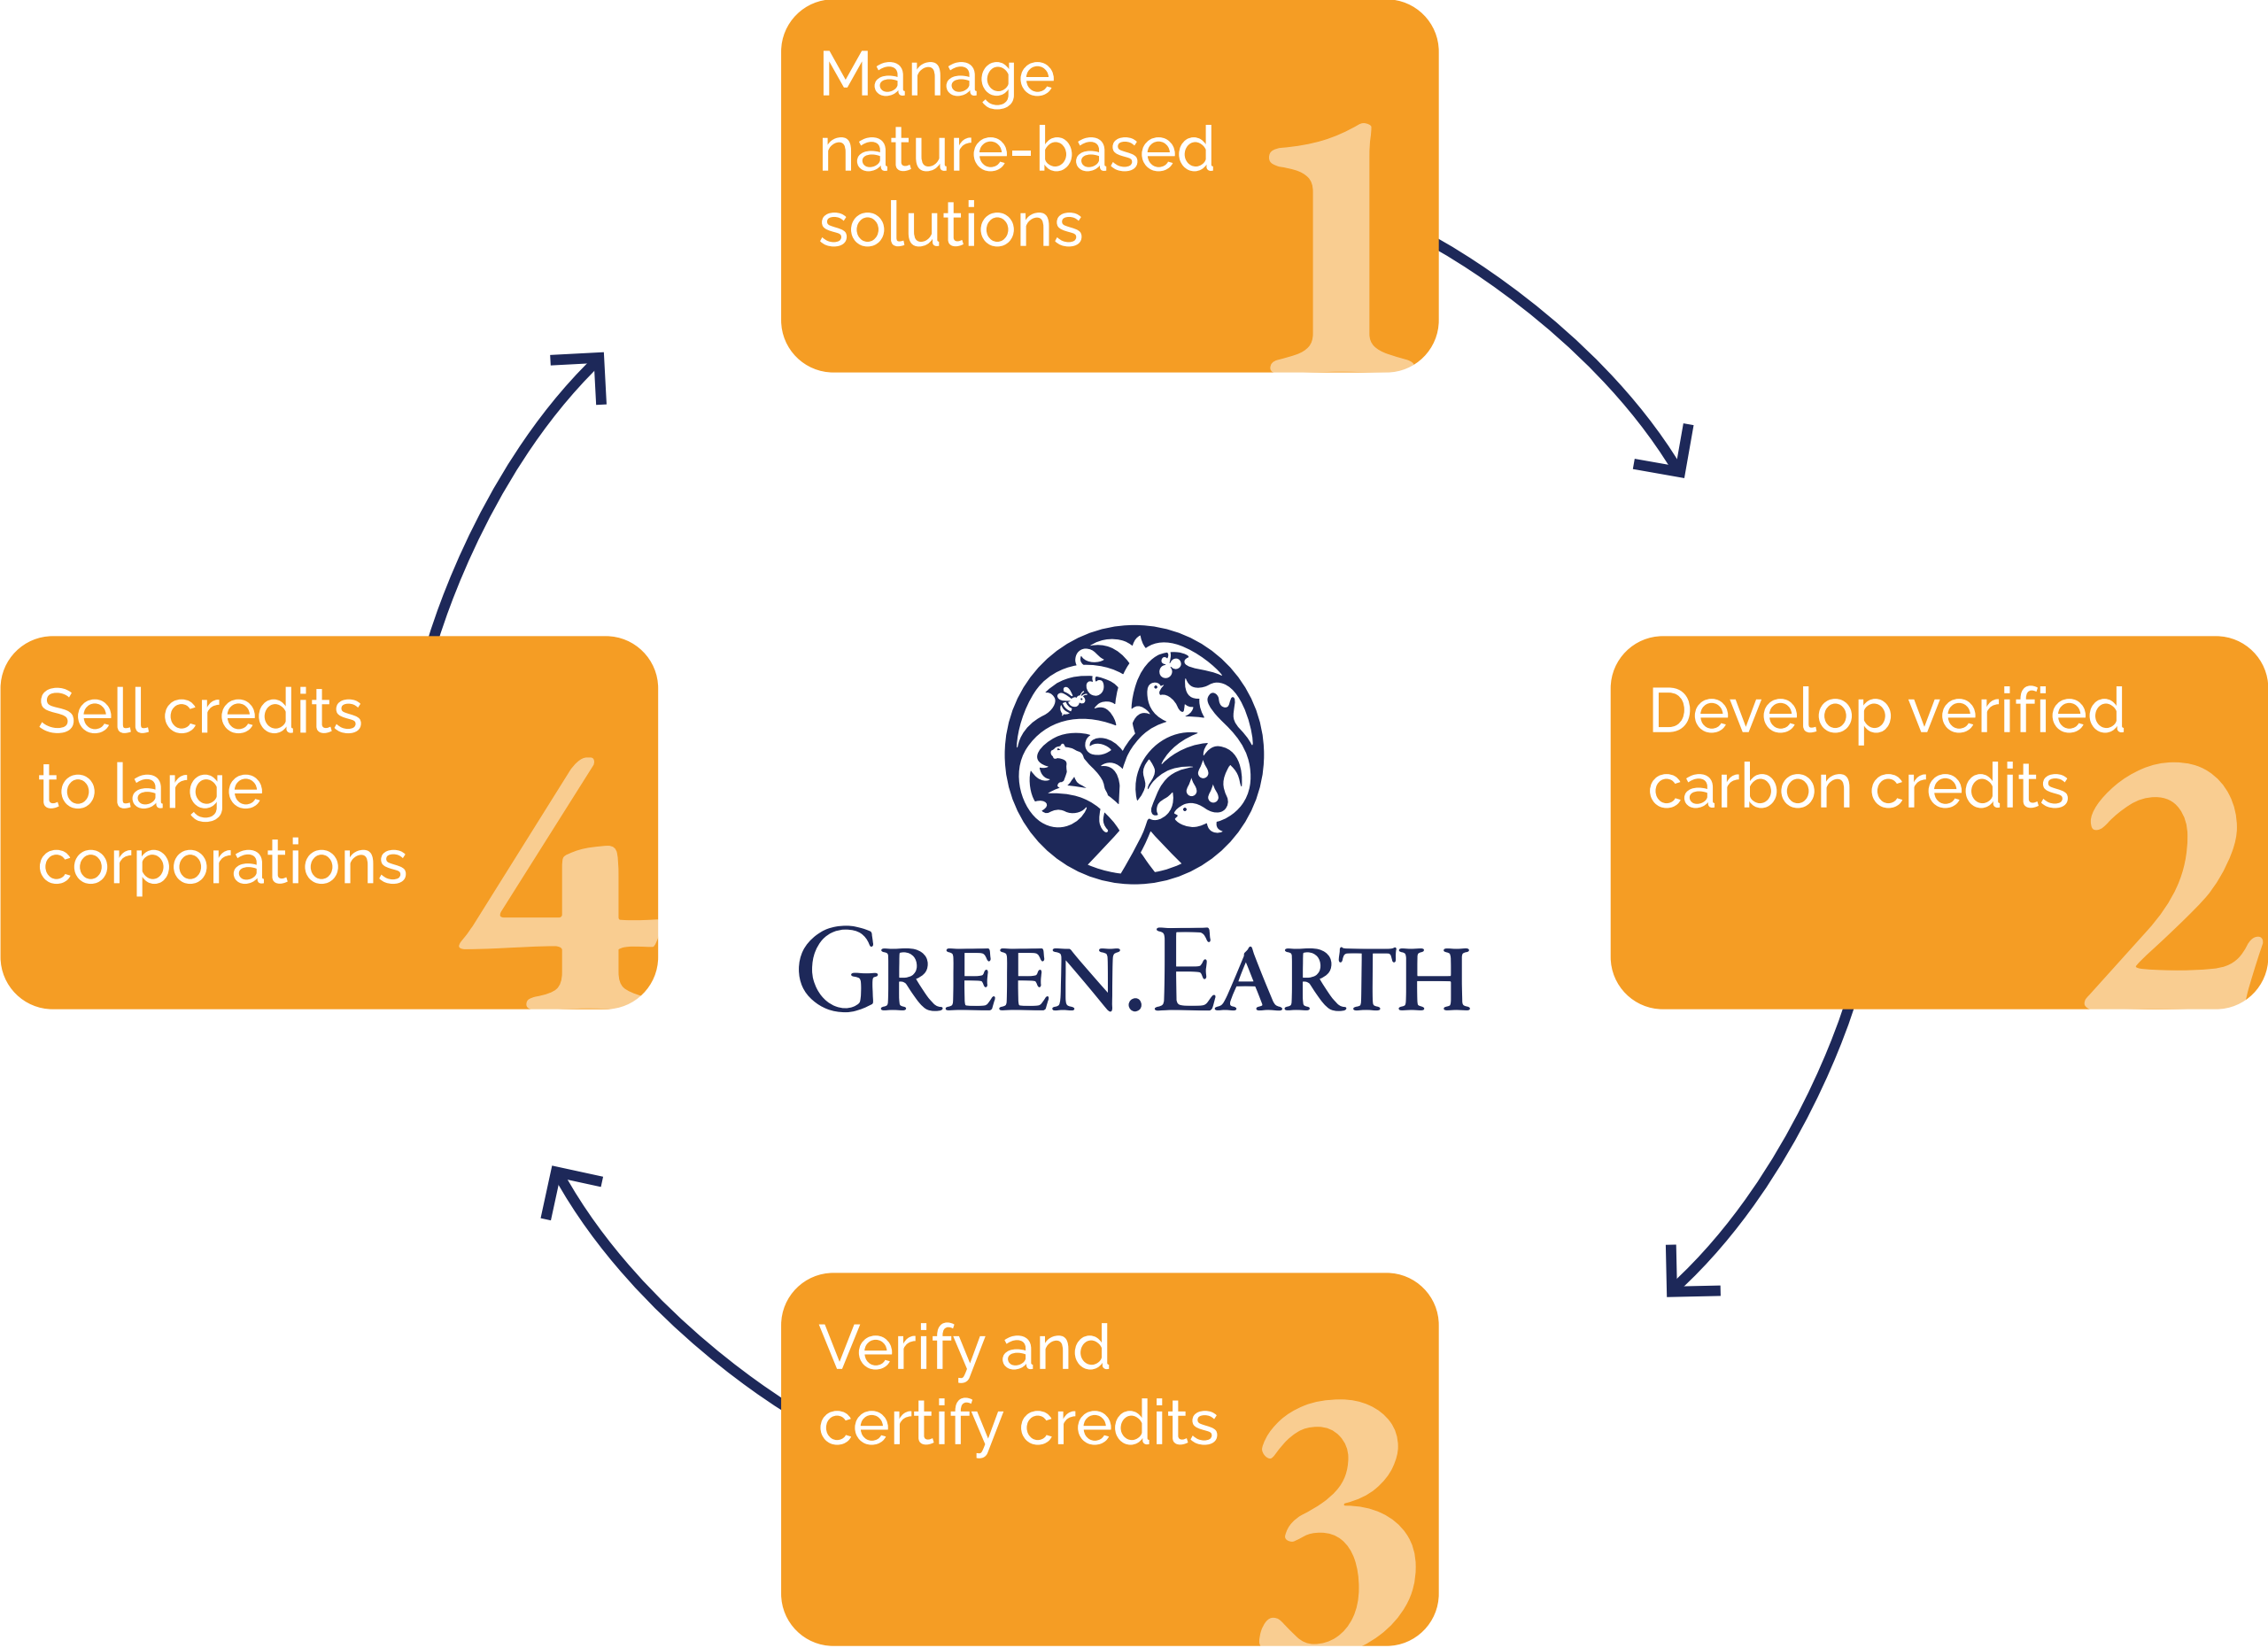 Manage
nature-based
solutions
1
Develop verified
carbon credits
2
Verify and
certify credits
3
Sell credits
to large
corporations
4
GREEN.EARTH